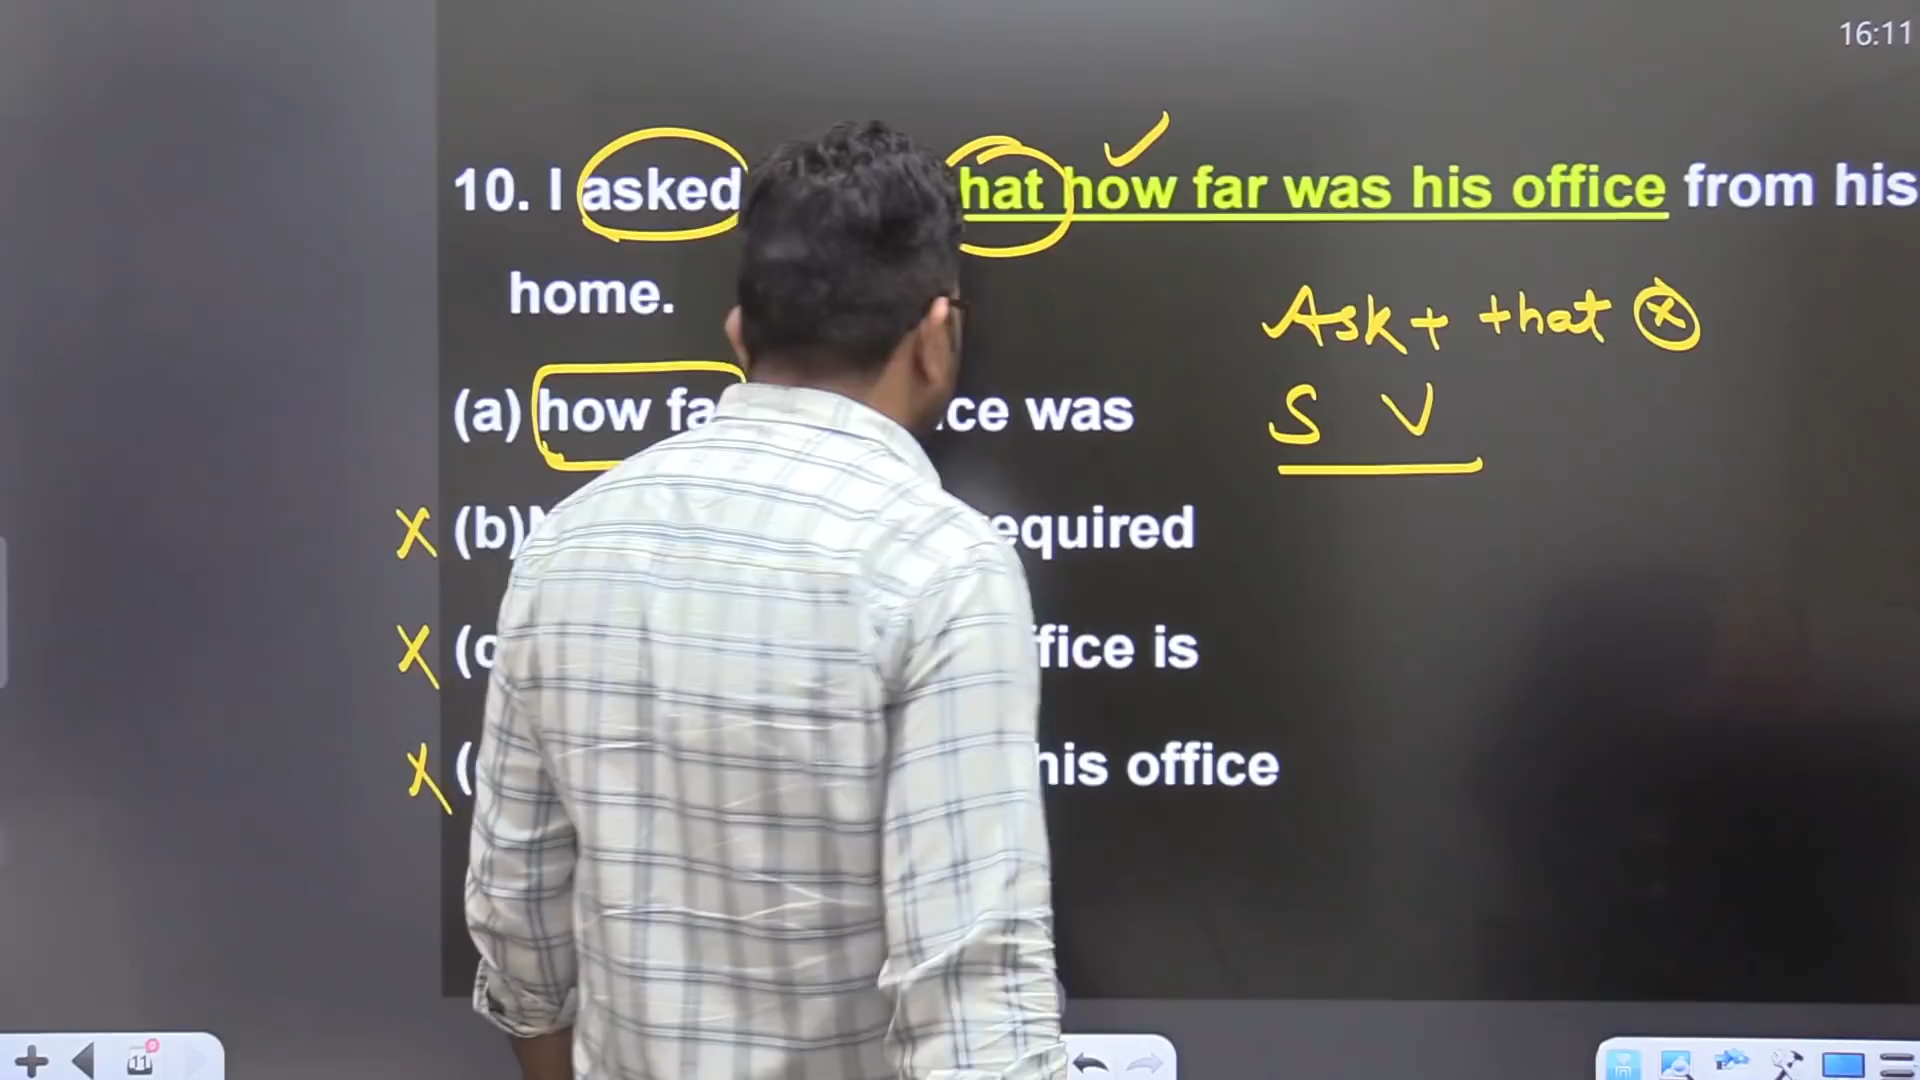 16:11
10. I asked hat how far was his office from his
home.
Ask + that x
(a) how fa ce was
S V
X (b) equired
X (c fice is
X ( his office
11